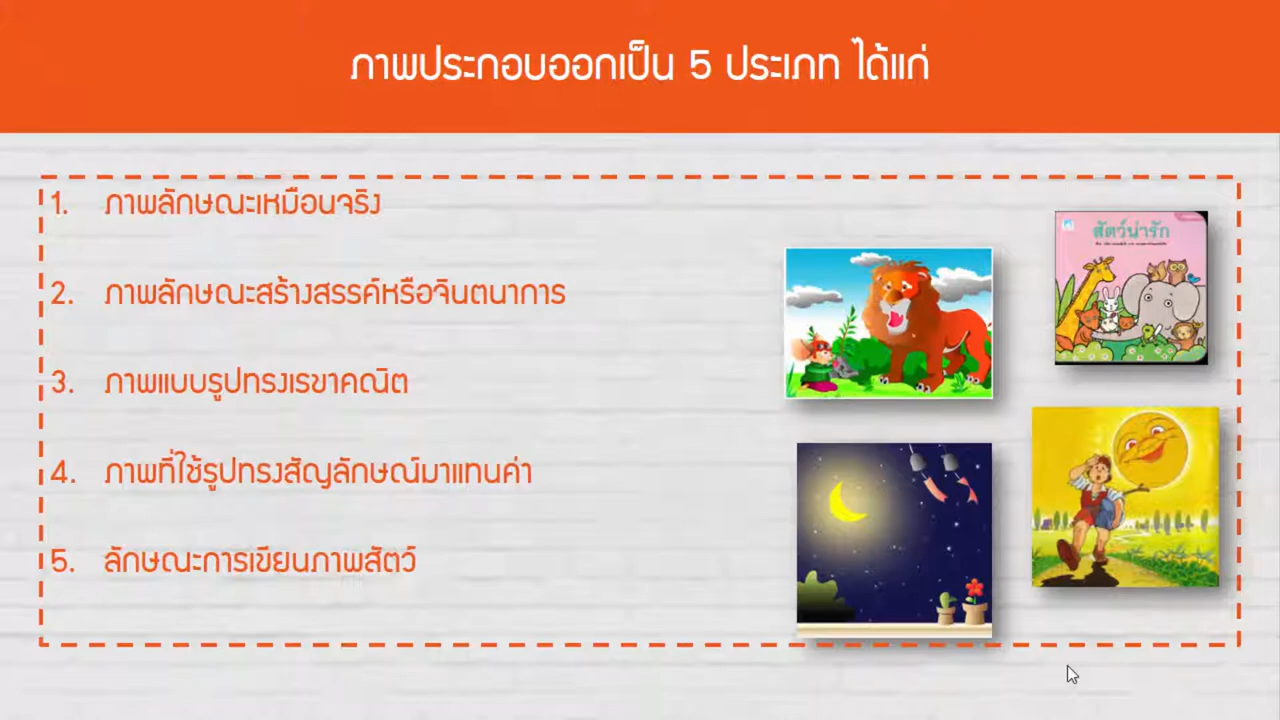 ภาพประกอบออกเป็น 5 ประเภท ได้แก่
1. ภาพลักษณะเหมือนจริง
2. ภาพลักษณะสร้างสรรค์หรือจินตนาการ
3. ภาพแบบรูปทรงเรขาคณิต
4. ภาพที่ใช้รูปทรงสัญลักษณ์มาแทนค่า
5. ลักษณะการเขียนภาพสัตว์
สัตว์น่ารัก